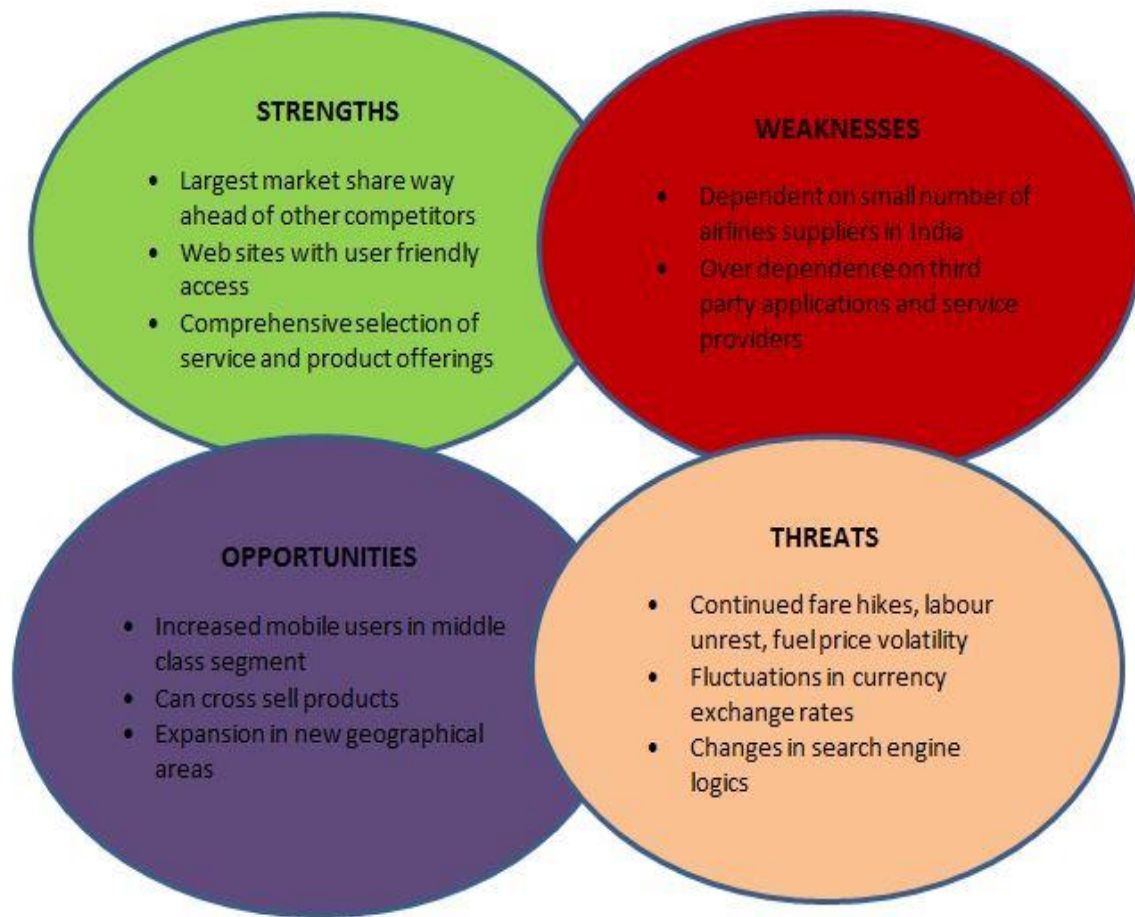 STRENGTHS
• Largest market share way
ahead of other competitors
• Web sites with user friendly
access
• Comprehensive selection of
service and product offerings
WEAKNESSES
• Dependent on small number of
airlines suppliers in India
• Over dependence on third
party applications and service
providers
OPPORTUNITIES
• Increased mobile users in middle
class segment
• Can cross sell products
• Expansion in new geographical
areas
THREATS
• Continued fare hikes, labour
unrest, fuel price volatility
• Fluctuations in currency
exchange rates
• Changes in search engine
logics